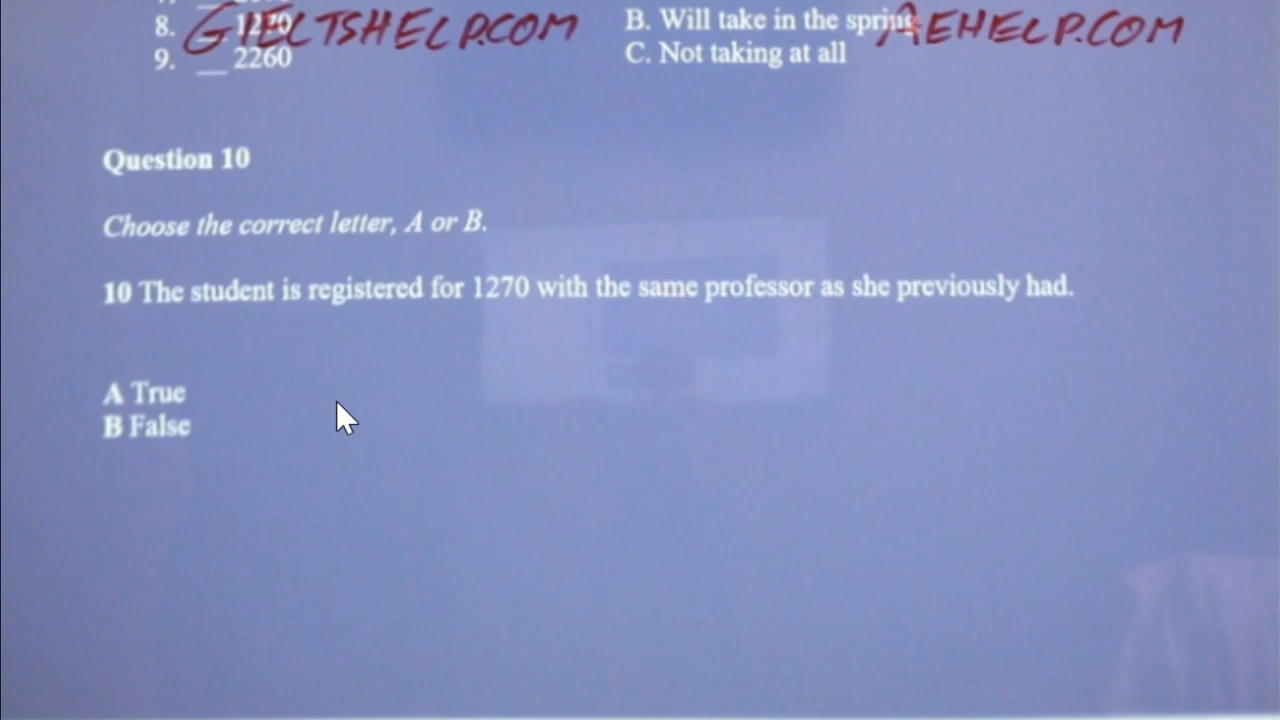 8. __ 1270
B. Will take in the spring
GIELTSHELP.COM
AEHELP.COM
9. __ 2260
C. Not taking at all
Question 10
Choose the correct letter, A or B.
10 The student is registered for 1270 with the same professor as she previously had.
A True
B False